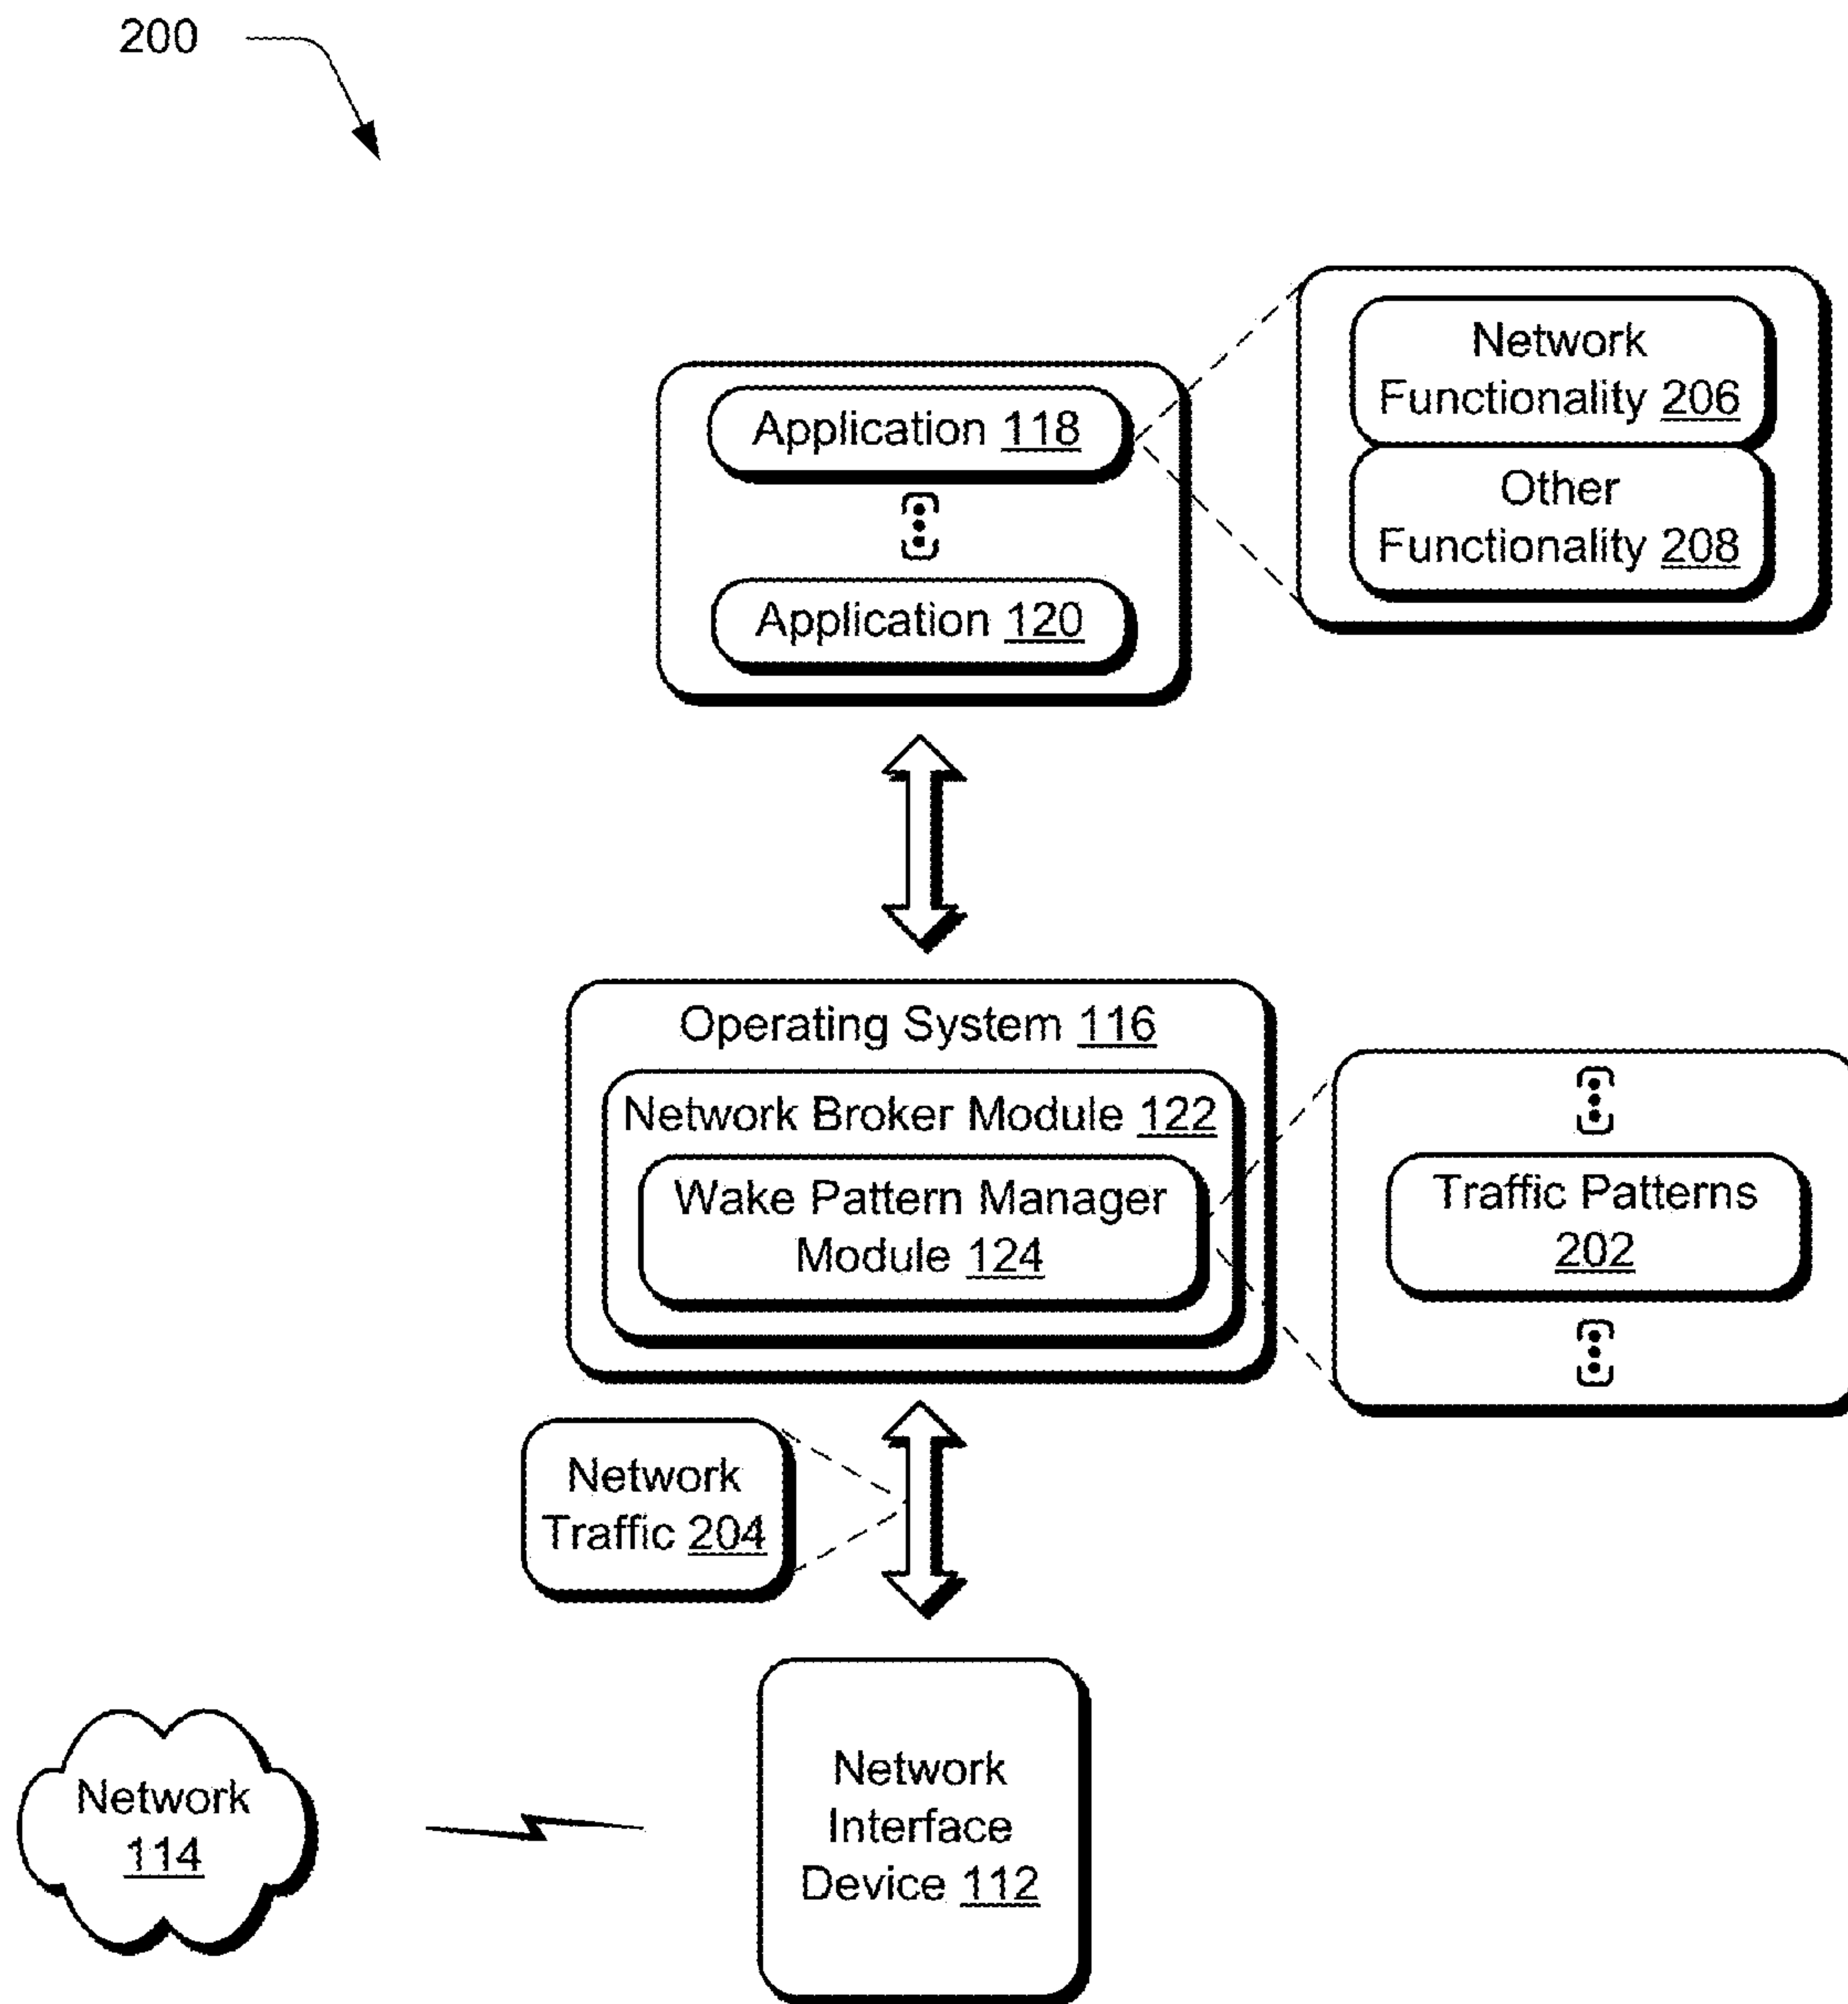 200
Network
Functionality 206
Other
Functionality 208
Application 118
Application 120
Operating System 116
Network Broker Module 122
Wake Pattern Manager
Module 124
Traffic Patterns
202
Network
Traffic 204
Network
114
Network
Interface
Device 112